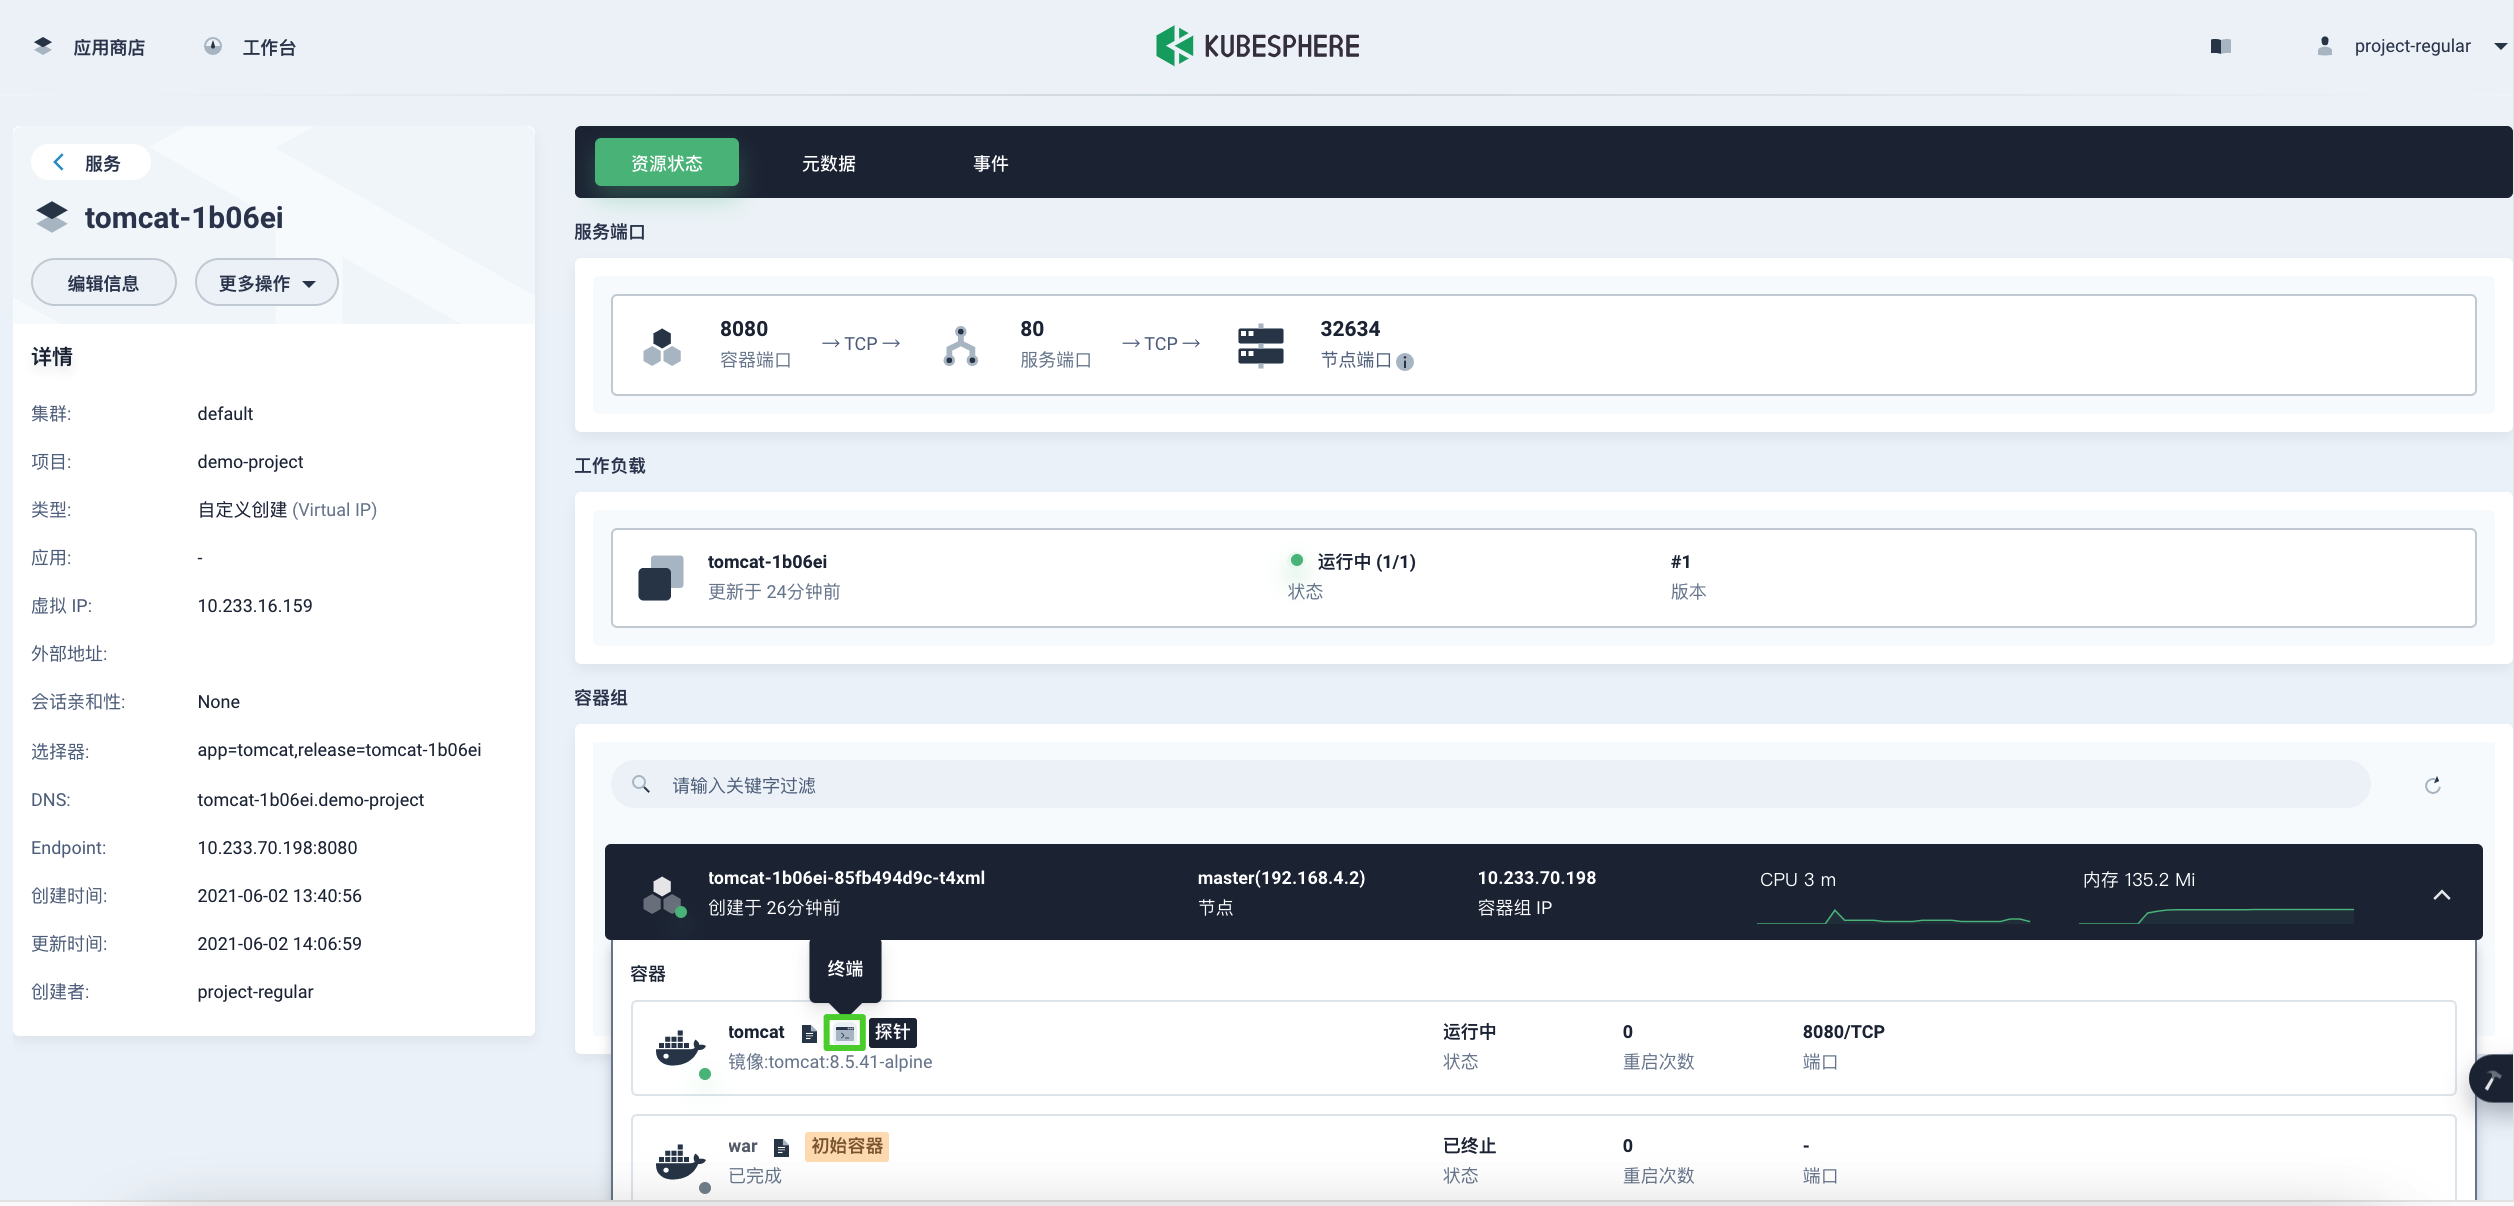 应用商店
工作台
KUBESPHERE
project-regular
服务
tomcat-1b06ei
编辑信息
更多操作
详情
集群: default
项目: demo-project
类型: 自定义创建 (Virtual IP)
应用: -
虚拟 IP: 10.233.16.159
外部地址:
会话亲和性: None
选择器: app=tomcat,release=tomcat-1b06ei
DNS: tomcat-1b06ei.demo-project
Endpoint: 10.233.70.198:8080
创建时间: 2021-06-02 13:40:56
更新时间: 2021-06-02 14:06:59
创建者: project-regular
资源状态
元数据
事件
服务端口
8080
容器端口
TCP
80
服务端口
TCP
32634
节点端口
工作负载
tomcat-1b06ei
更新于 24分钟前
运行中 (1/1)
状态
#1
版本
容器组
请输入关键字过滤
tomcat-1b06ei-85fb494d9c-t4xml
创建于 26分钟前
master(192.168.4.2)
节点
10.233.70.198
容器组 IP
CPU 3 m
内存 135.2 Mi
容器
终端
tomcat 探针
镜像:tomcat:8.5.41-alpine
运行中
状态
0
重启次数
8080/TCP
端口
war 初始容器
已完成
已终止
状态
0
重启次数
-
端口